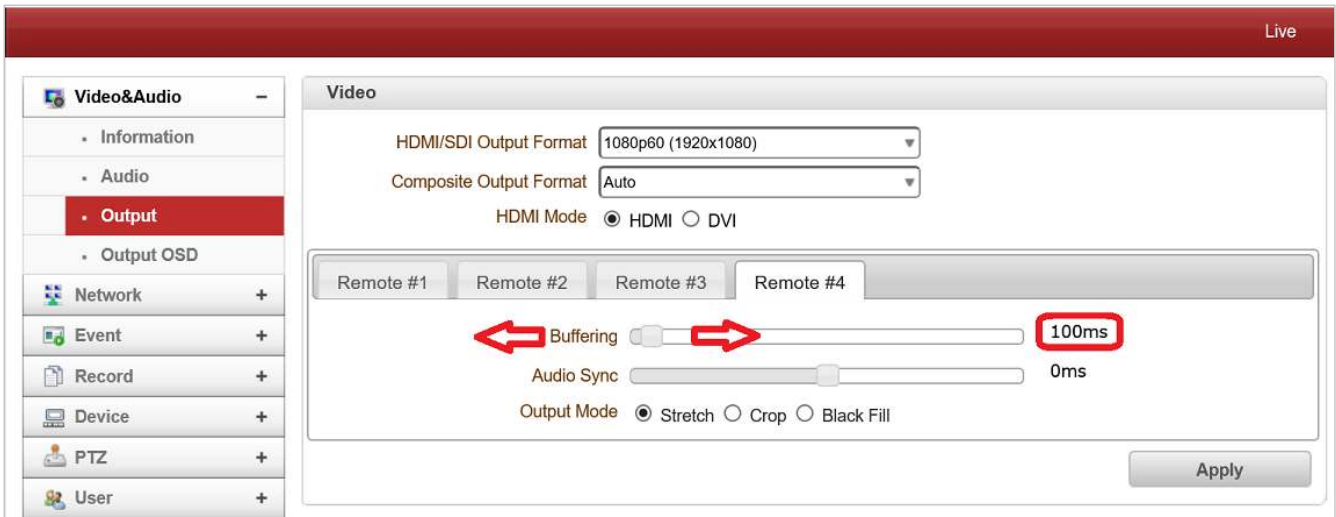 Live
Video&Audio –
Information
Audio
Output
Output OSD
Network +
Event +
Record +
Device +
PTZ +
User +
Video
HDMI/SDI Output Format 1080p60 (1920x1080)
Composite Output Format Auto
HDMI Mode HDMI DVI
Remote #1 Remote #2 Remote #3 Remote #4
Buffering 100ms
Audio Sync 0ms
Output Mode Stretch Crop Black Fill
Apply